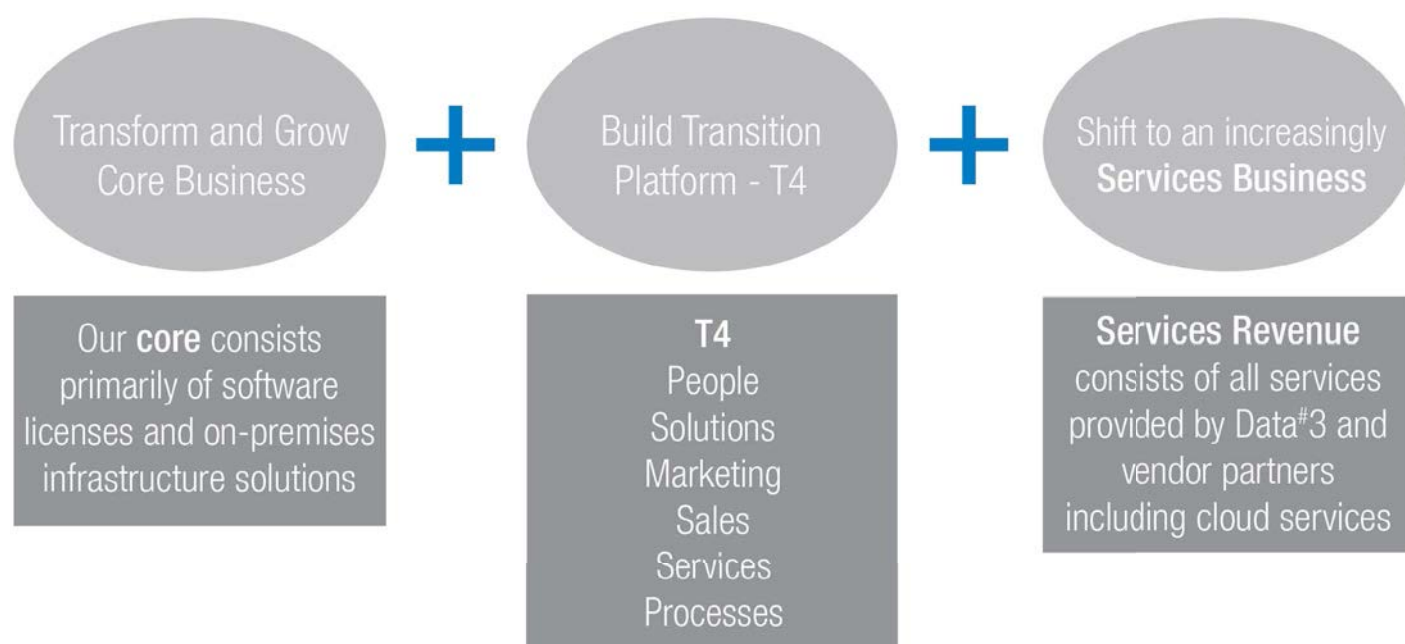 Transform and Grow
Core Business
+
Build Transition
Platform - T4
+
Shift to an increasingly
Services Business
Our core consists
primarily of software
licenses and on-premises
infrastructure solutions
T4
People
Solutions
Marketing
Sales
Services
Processes
Services Revenue
consists of all services
provided by Data#3 and
vendor partners
including cloud services